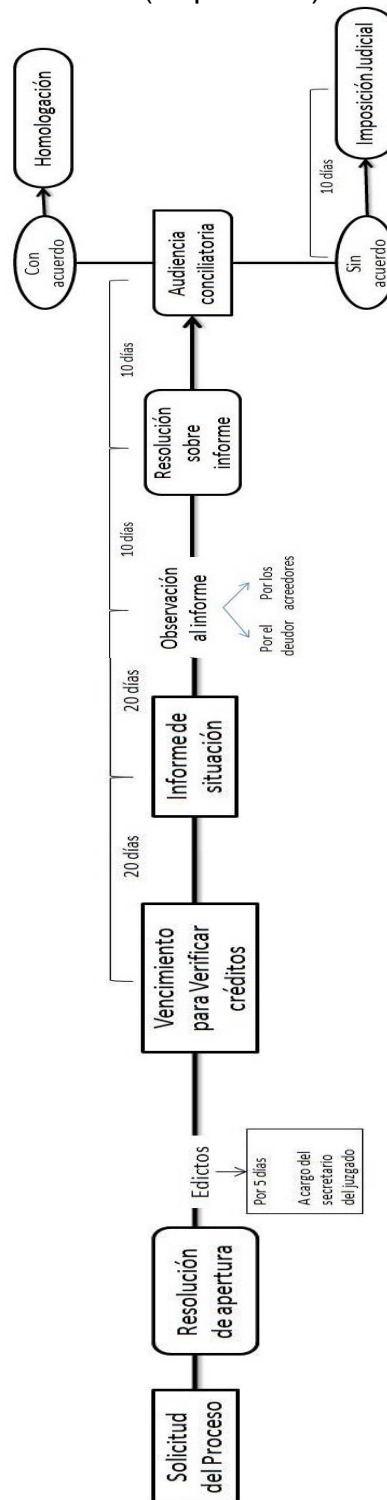 Solicitud
del Proceso
Resolución
de apertura
Edictos
Por 5 días
A cargo del
secretario
del juzgado
Vencimiento
para Verificar
créditos
20 días
Informe de
situación
20 días
Observación
al informe
Por el
deudor
Por los
acreedores
10 días
Resolución
sobre
informe
10 días
Audiencia
conciliatoria
Con
acuerdo
Homologación
Sin
acuerdo
10 días
Imposición Judicial